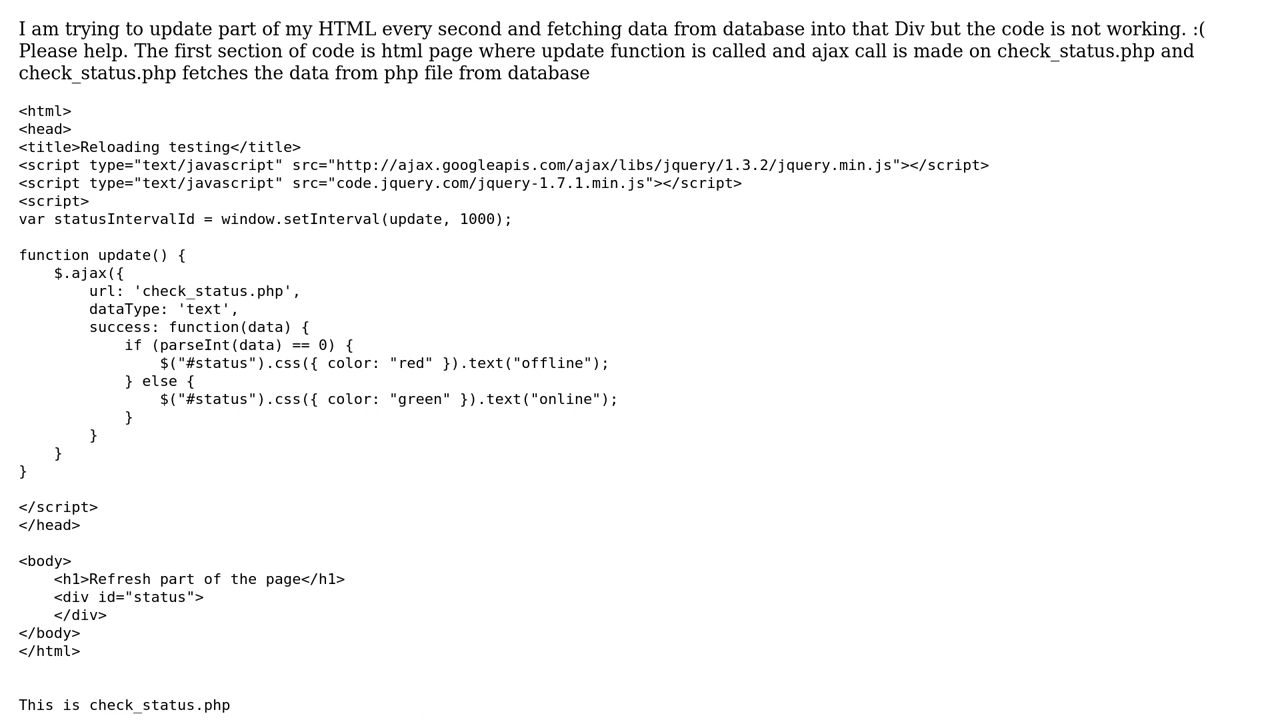 I am trying to update part of my HTML every second and fetching data from database into that Div but the code is not working. :(
Please help. The first section of code is html page where update function is called and ajax call is made on check_status.php and
check_status.php fetches the data from php file from database
<html>
<head>
<title>Reloading testing</title>
<script type="text/javascript" src="http://ajax.googleapis.com/ajax/libs/jquery/1.3.2/jquery.min.js"></script>
<script type="text/javascript" src="code.jquery.com/jquery-1.7.1.min.js"></script>
<script>
var statusIntervalId = window.setInterval(update, 1000);

function update() {
    $.ajax({
        url: 'check_status.php',
        dataType: 'text',
        success: function(data) {
            if (parseInt(data) == 0) {
                $("#status").css({ color: "red" }).text("offline");
            } else {
                $("#status").css({ color: "green" }).text("online");
            }
        }
    }
}

</script>
</head>

<body>
    <h1>Refresh part of the page</h1>
    <div id="status">
    </div>
</body>
</html>

This is check_status.php